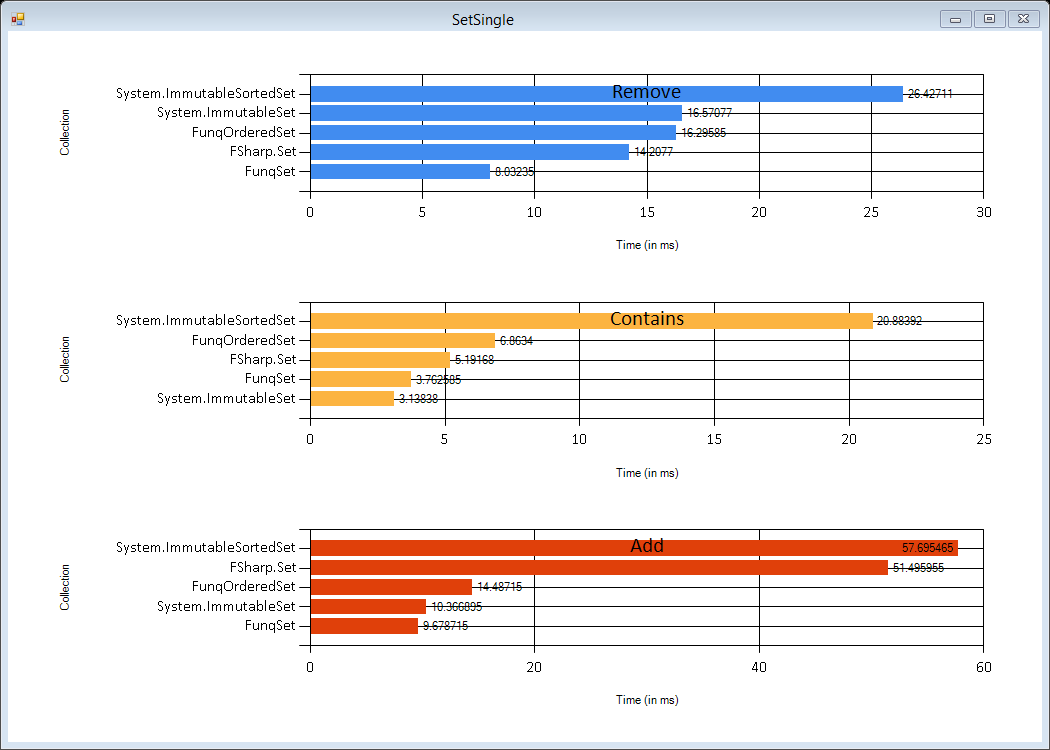 SetSingle
Remove
Collection
System.ImmutableSortedSet 26.42711
System.ImmutableSet 16.57077
FunqOrderedSet 16.29585
FSharp.Set 14.2077
FunqSet 8.03235
0 5 10 15 20 25 30
Time (in ms)
Contains
Collection
System.ImmutableSortedSet 20.88392
FunqOrderedSet 6.8634
FSharp.Set 5.19168
FunqSet 3.762585
System.ImmutableSet 3.13838
0 5 10 15 20 25
Time (in ms)
Add
Collection
System.ImmutableSortedSet 57.695465
FSharp.Set 51.495955
FunqOrderedSet 14.48715
System.ImmutableSet 10.366895
FunqSet 9.678715
0 20 40 60
Time (in ms)